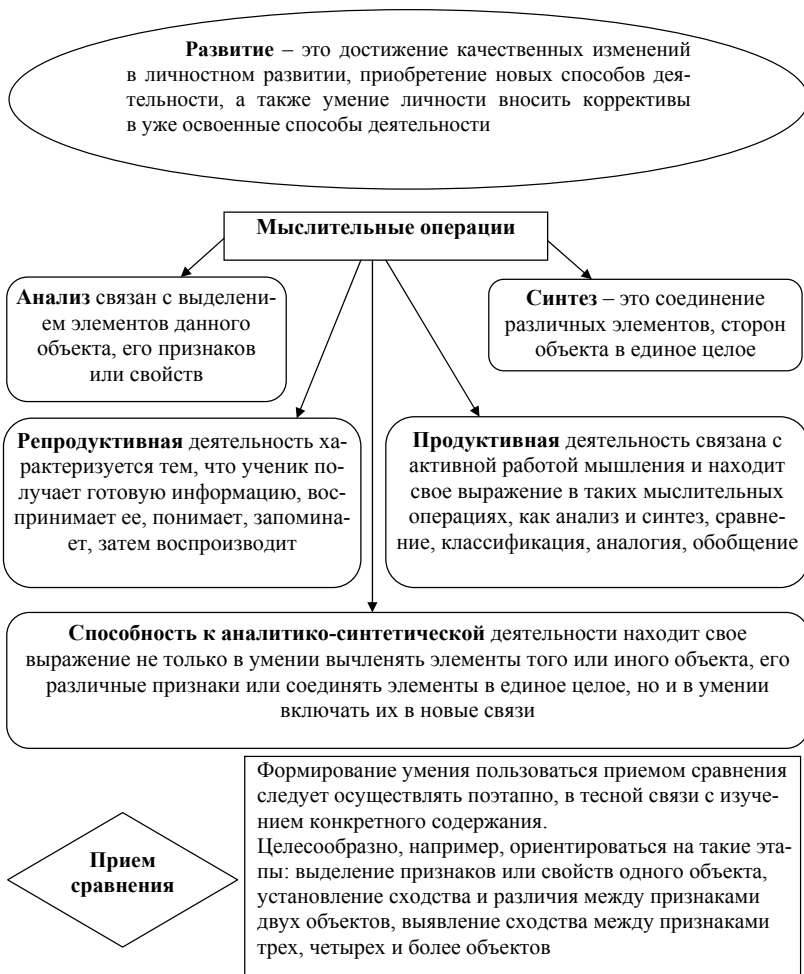 Развитие – это достижение качественных изменений
в личностном развитии, приобретение новых способов дея-
тельности, а также умение личности вносить коррективы
в уже освоенные способы деятельности
Мыслительные операции
Анализ связан с выделени-
ем элементов данного
объекта, его признаков
или свойств
Синтез – это соединение
различных элементов, сторон
объекта в единое целое
Репродуктивная деятельность ха-
рактеризуется тем, что ученик по-
лучает готовую информацию, вос-
принимает ее, понимает, запомина-
ет, затем воспроизводит
Продуктивная деятельность связана с
активной работой мышления и находит
свое выражение в таких мыслительных
операциях, как анализ и синтез, сравне-
ние, классификация, аналогия, обобщение
Способность к аналитико-синтетической деятельности находит свое
выражение не только в умении вычленять элементы того или иного объекта, его
различные признаки или соединять элементы в единое целое, но и в умении
включать их в новые связи
Прием
сравнения
Формирование умения пользоваться приемом сравнения
следует осуществлять поэтапно, в тесной связи с изуче-
нием конкретного содержания.
Целесообразно, например, ориентироваться на такие эта-
пы: выделение признаков или свойств одного объекта,
установление сходства и различия между признаками
двух объектов, выявление сходства между признаками
трех, четырех и более объектов